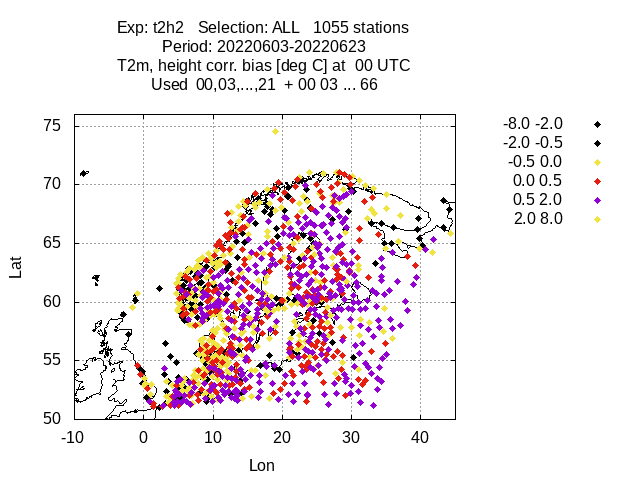 Exp: t2h2   Selection: ALL   1055 stations
Period: 20220603-20220623
T2m, height corr. bias [deg C] at  00 UTC
Used  00,03,...,21  + 00 03 ... 66
-8.0 -2.0
-2.0 -0.5
-0.5 0.0
0.0 0.5
0.5 2.0
2.0 8.0
75
70
65
60
55
50
Lat
-10 0 10 20 30 40
Lon